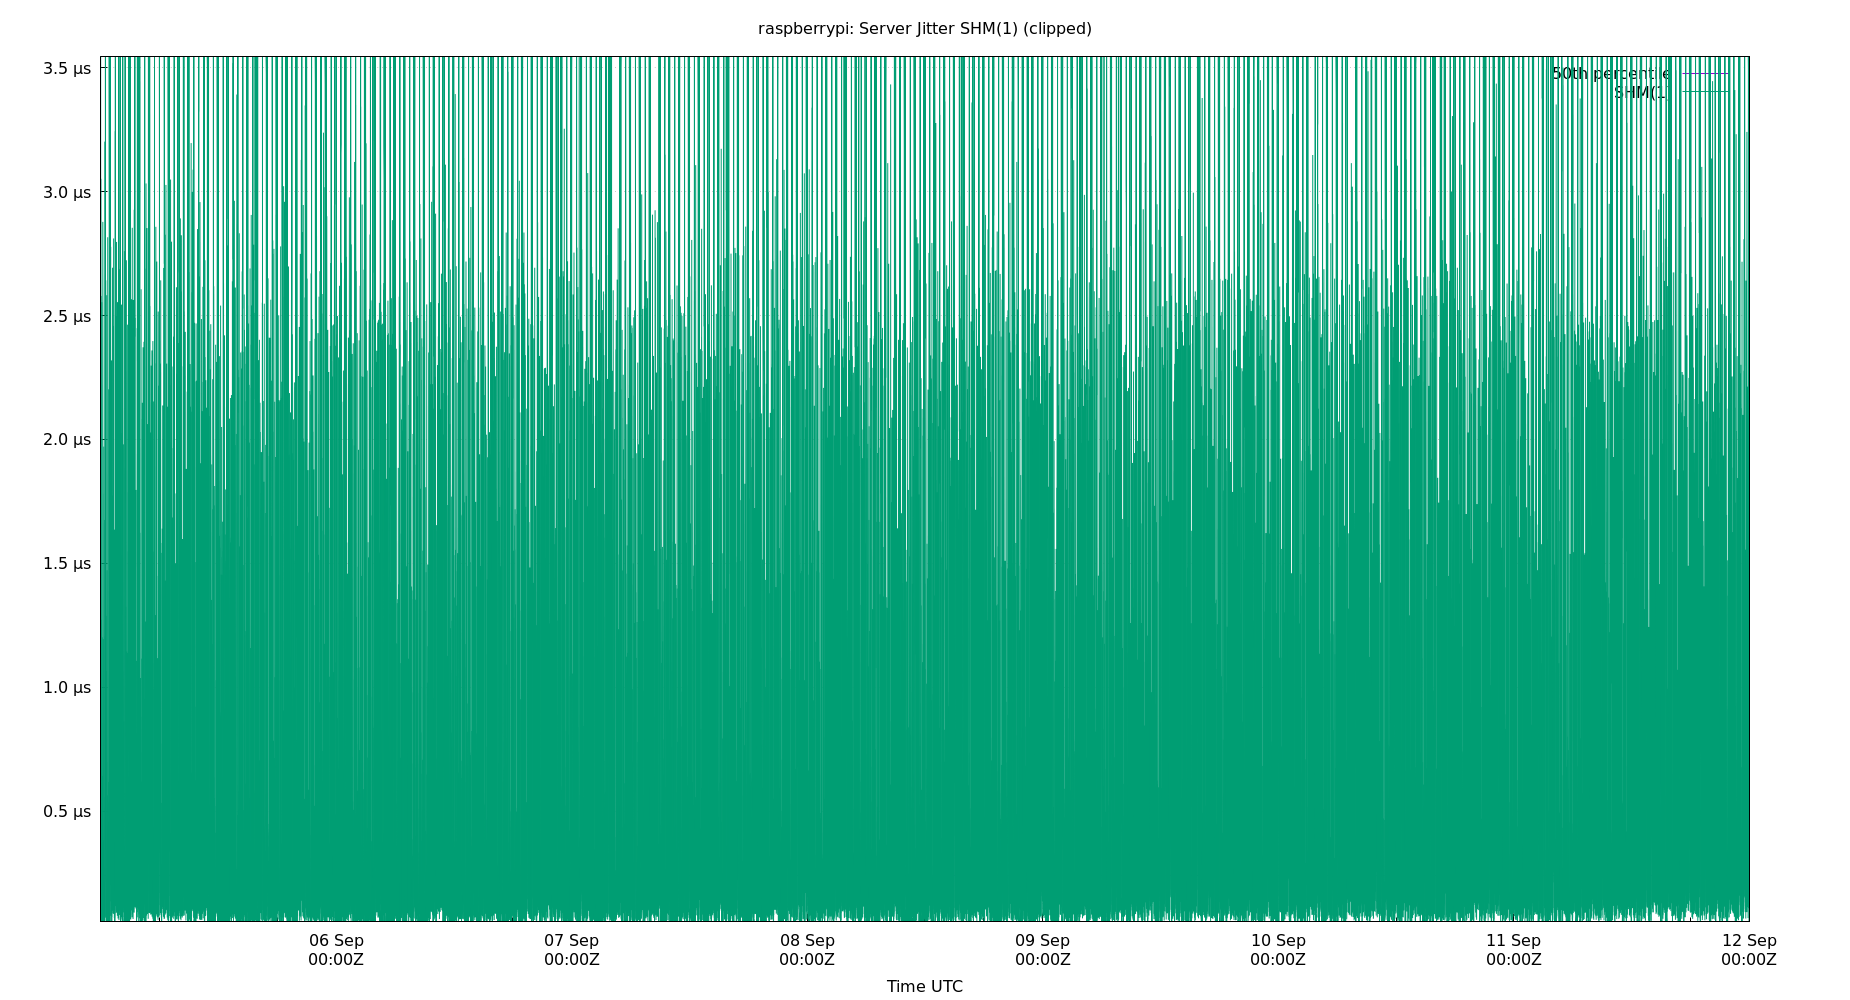 raspberrypi: Server Jitter SHM(1) (clipped)
3.5 µs
50th percentile
SHM(1)
3.0 µs
2.5 µs
2.0 µs
1.5 µs
1.0 µs
0.5 µs
06 Sep 07 Sep 08 Sep 09 Sep 10 Sep 11 Sep 12 Sep
00:00Z 00:00Z 00:00Z 00:00Z 00:00Z 00:00Z 00:00Z
Time UTC